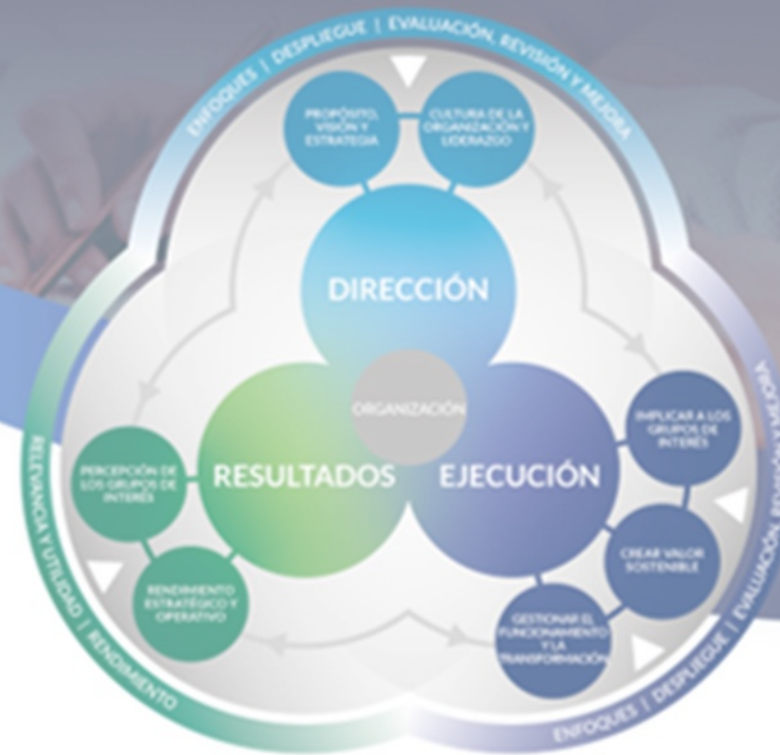 ENFOQUES | DESPLIEGUE | EVALUACIÓN, REVISIÓN Y MEJORA
PROPÓSITO,
VISIÓN Y
ESTRATEGIA
CULTURA DE LA
ORGANIZACIÓN Y
LIDERAZGO
DIRECCIÓN
ORGANIZACIÓN
RESULTADOS
EJECUCIÓN
PERCEPCIÓN DE
LOS GRUPOS DE
INTERÉS
RENDIMIENTO
ESTRATÉGICO Y
OPERATIVO
IMPLICAR A LOS
GRUPOS DE
INTERÉS
CREAR VALOR
SOSTENIBLE
GESTIONAR EL
FUNCIONAMIENTO
Y LA
TRANSFORMACIÓN
RELEVANCIA Y UTILIDAD | RENDIMIENTO
ENFOQUES | DESPLIEGUE | EVALUACIÓN, MEJORA